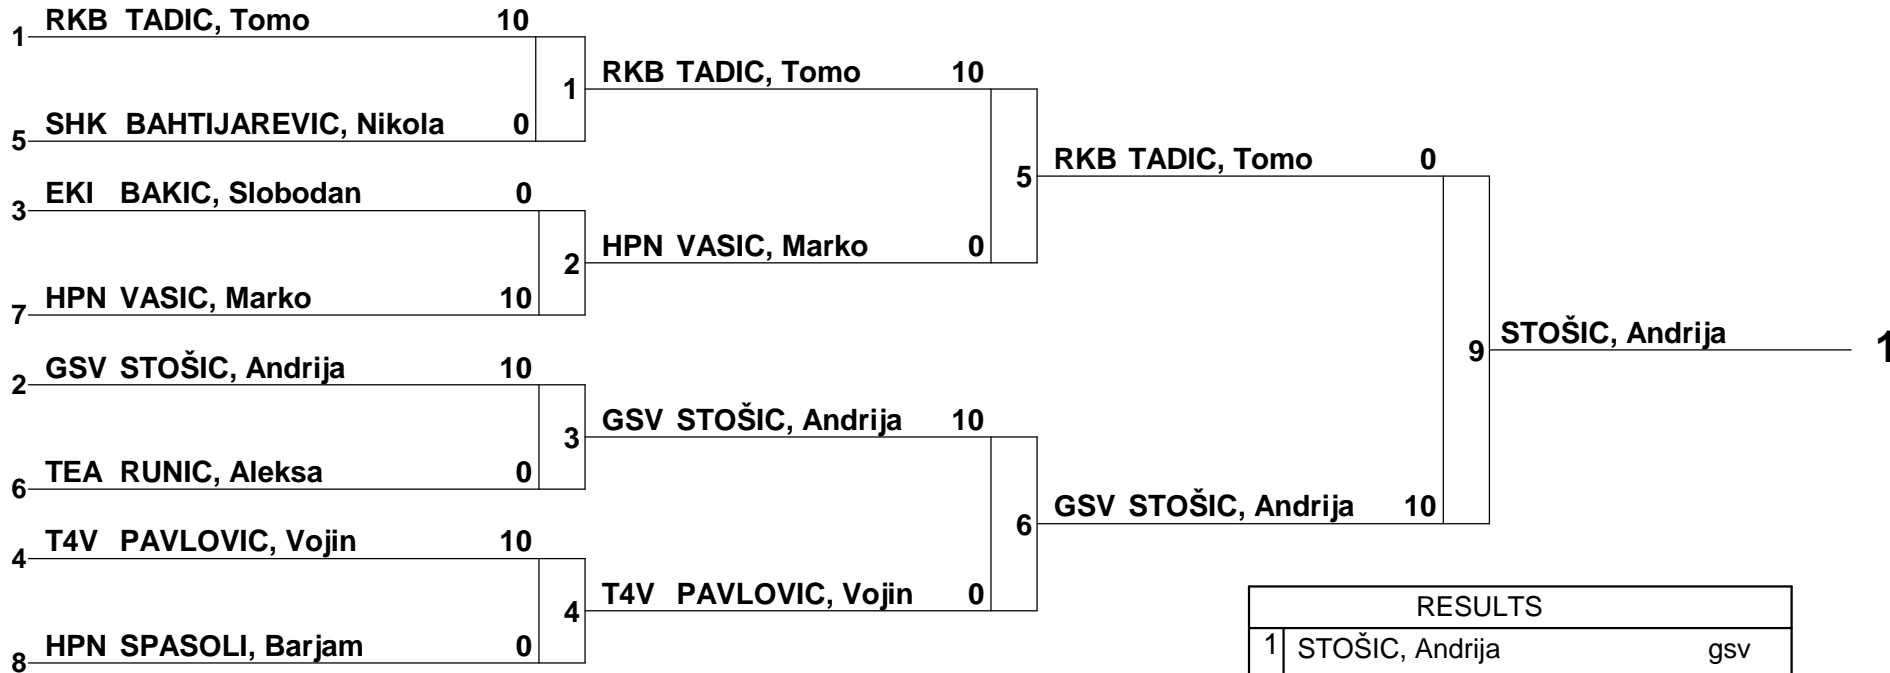 1 RKB TADIC, Tomo 10
5 SHK BAHTIJAREVIC, Nikola 0
1
3 EKI BAKIC, Slobodan 0
7 HPN VASIC, Marko 10
2
2 GSV STOŠIC, Andrija 10
6 TEA RUNIC, Aleksa 0
3
4 T4V PAVLOVIC, Vojin 10
8 HPN SPASOLI, Barjam 0
4
RKB TADIC, Tomo 10
HPN VASIC, Marko 0
5
GSV STOŠIC, Andrija 10
T4V PAVLOVIC, Vojin 0
6
RKB TADIC, Tomo 0
GSV STOŠIC, Andrija 10
9
STOŠIC, Andrija 1
RESULTS
1 STOŠIC, Andrija gsv